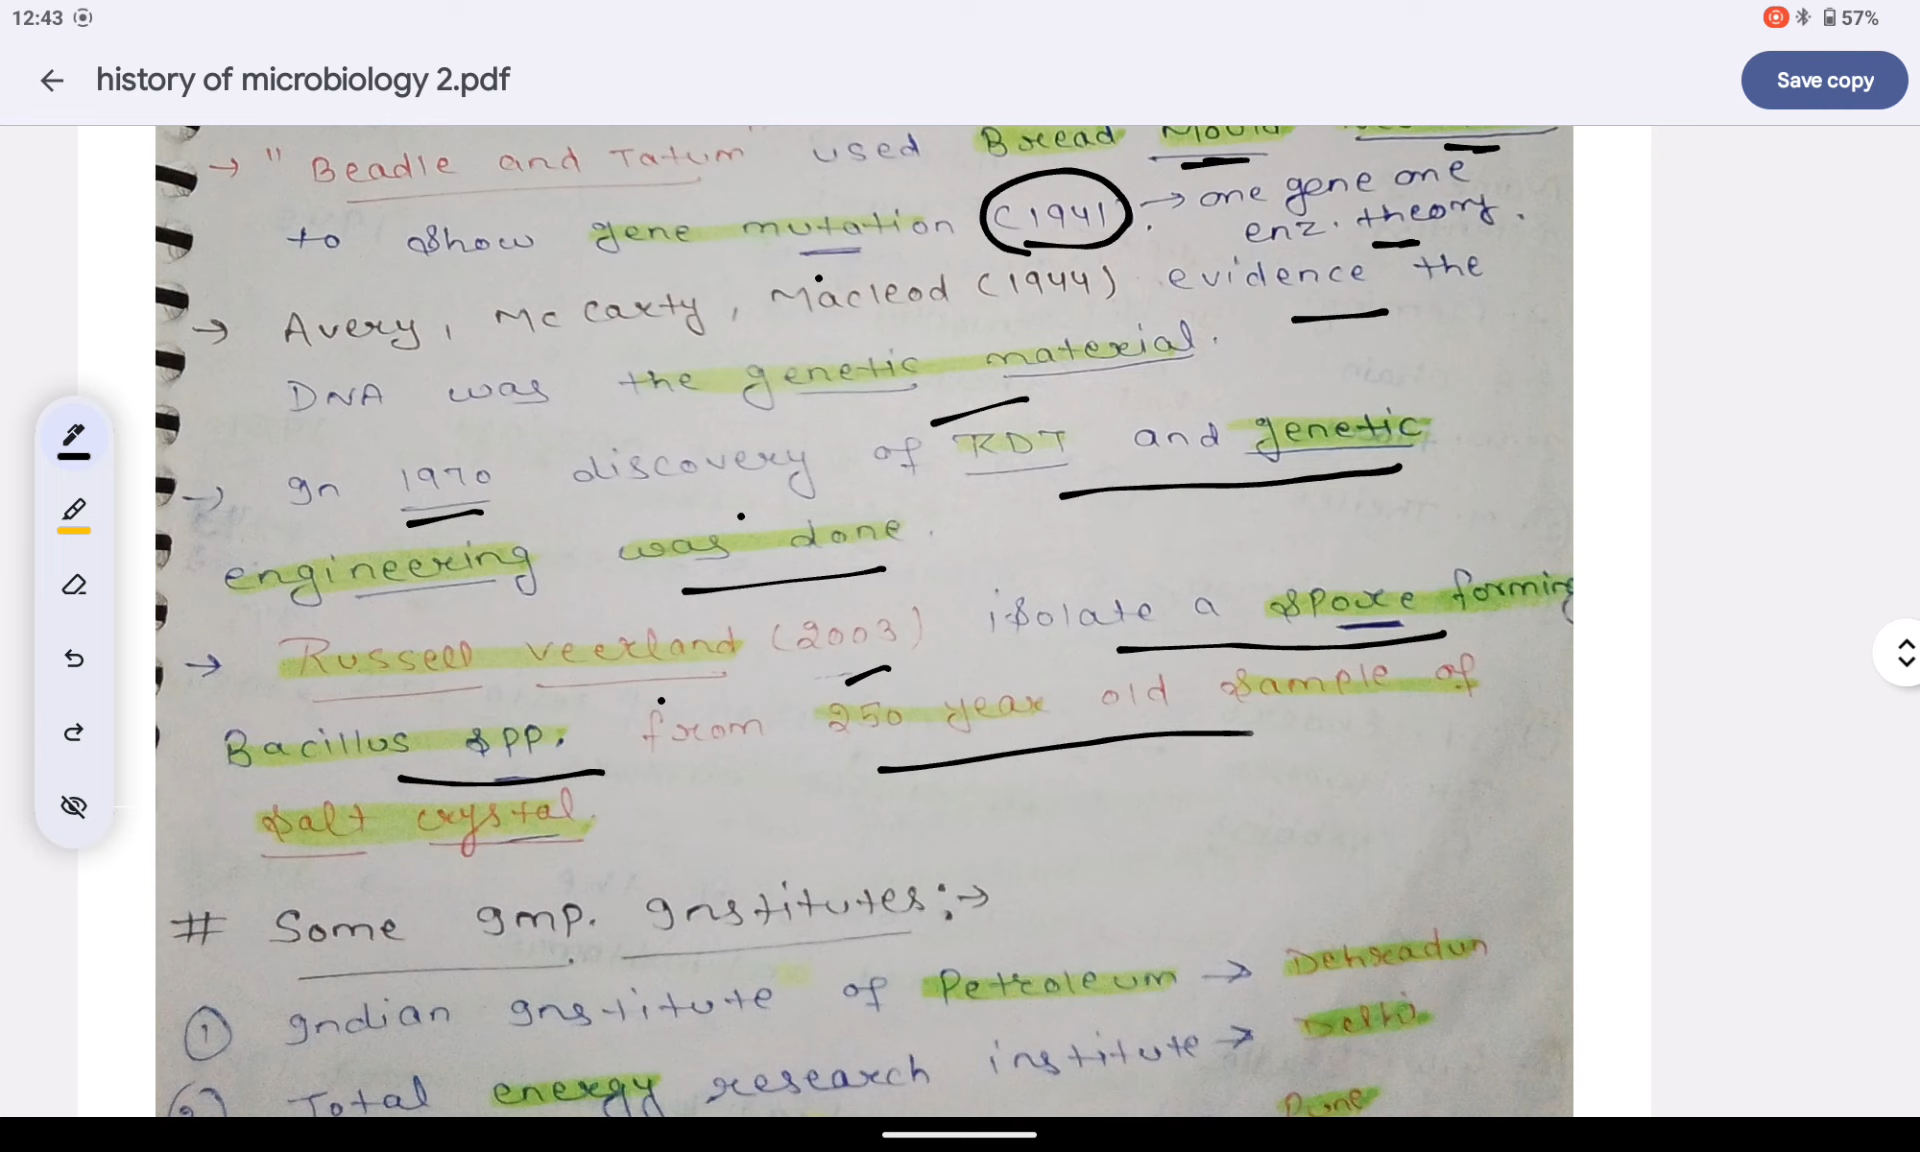 12:43
57%
history of microbiology 2.pdf
Save copy
→ " Beadle and Tatum " used Bread Mould
to show gene mutation (1941). → one gene one
enz. theory.
→ Avery, Mc Carty, Macleod (1944) evidence the
DNA was the genetic material.
→ In 1970 discovery of RDT and genetic
engineering was done.
→ Russell veerland (2003) isolate a spore forming
Bacillus spp. from 250 year old sample of
salt crystal.
# Some Imp. Institutes:→
① Indian Institute of Petroleum → Dehradun
② Total energy research institute → Delhi
Pune